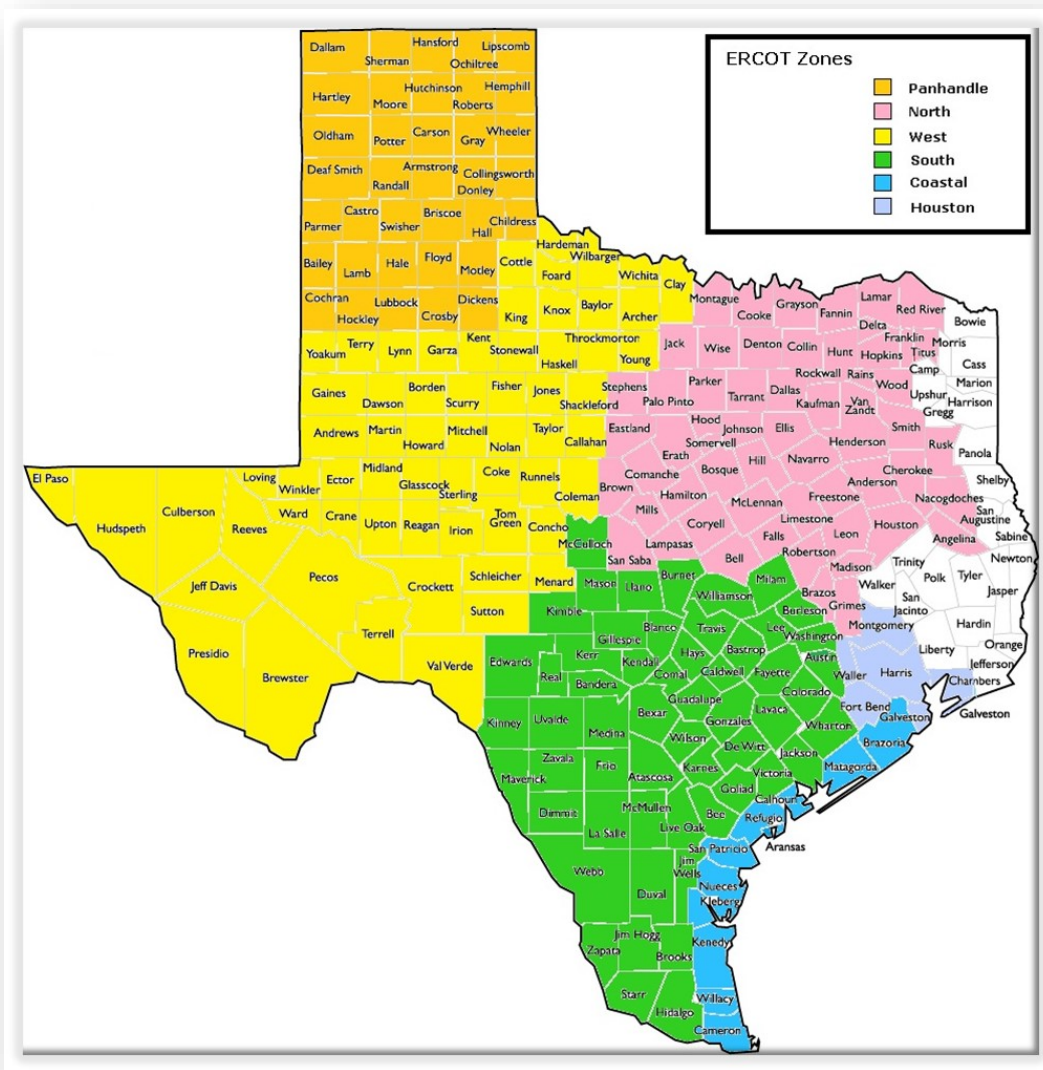 ERCOT Zones
Panhandle
North
West
South
Coastal
Houston
Dallam
Sherman
Hansford
Ochiltree
Lipscomb
Hartley
Moore
Hutchinson
Roberts
Hemphill
Oldham
Potter
Carson
Gray
Wheeler
Deaf Smith
Randall
Armstrong
Donley
Collingsworth
Parmer
Castro
Swisher
Briscoe
Hall
Childress
Bailey
Lamb
Hale
Floyd
Motley
Cottle
Hardeman
Foard
Wilbarger
Wichita
Clay
Cochran
Hockley
Lubbock
Crosby
Dickens
King
Knox
Baylor
Archer
Montague
Cooke
Grayson
Fannin
Lamar
Red River
Bowie
Delta
Franklin
Titus
Morris
Cass
Yoakum
Terry
Lynn
Garza
Kent
Stonewall
Haskell
Throckmorton
Young
Jack
Wise
Denton
Collin
Hunt
Hopkins
Camp
Marion
Gaines
Dawson
Borden
Scurry
Fisher
Jones
Shackleford
Stephens
Palo Pinto
Parker
Tarrant
Dallas
Rockwall
Rains
Kaufman
Van
Zandt
Wood
Upshur
Gregg
Harrison
Andrews
Martin
Howard
Mitchell
Nolan
Taylor
Callahan
Eastland
Erath
Hood
Somervell
Johnson
Ellis
Henderson
Smith
Rusk
Panola
El Paso
Hudspeth
Culberson
Reeves
Loving
Winkler
Ector
Midland
Glasscock
Sterling
Coke
Runnels
Coleman
Brown
Comanche
Bosque
Hill
Navarro
Anderson
Cherokee
Nacogdoches
Shelby
San
Augustine
Sabine
Ward
Crane
Upton
Reagan
Irion
Tom
Green
Concho
McCulloch
Mills
Hamilton
Coryell
McLennan
Limestone
Freestone
Falls
Leon
Houston
Angelina
Newton
Jeff Davis
Pecos
Crockett
Schleicher
Menard
Mason
San Saba
Llano
Lampasas
Burnet
Bell
Milam
Robertson
Madison
Walker
Trinity
Polk
Tyler
Jasper
Presidio
Brewster
Terrell
Sutton
Val Verde
Kimble
Gillespie
Blanco
Williamson
Travis
Lee
Burleson
Brazos
Grimes
Washington
Montgomery
San
Jacinto
Hardin
Orange
Liberty
Jefferson
Chambers
Galveston
Edwards
Real
Kerr
Bandera
Kendall
Comal
Hays
Caldwell
Bastrop
Fayette
Austin
Waller
Harris
Fort Bend
Galveston
Brazoria
Kinney
Uvalde
Medina
Bexar
Guadalupe
Gonzales
Lavaca
Colorado
Wharton
Matagorda
Maverick
Zavala
Frio
Atascosa
Wilson
Karnes
De Witt
Victoria
Jackson
Calhoun
Dimmit
La Salle
McMullen
Live Oak
Bee
Goliad
Refugio
Aransas
San Patricio
Webb
Duval
Jim
Wells
Nueces
Kleberg
Zapata
Jim Hogg
Brooks
Kenedy
Starr
Hidalgo
Willacy
Cameron